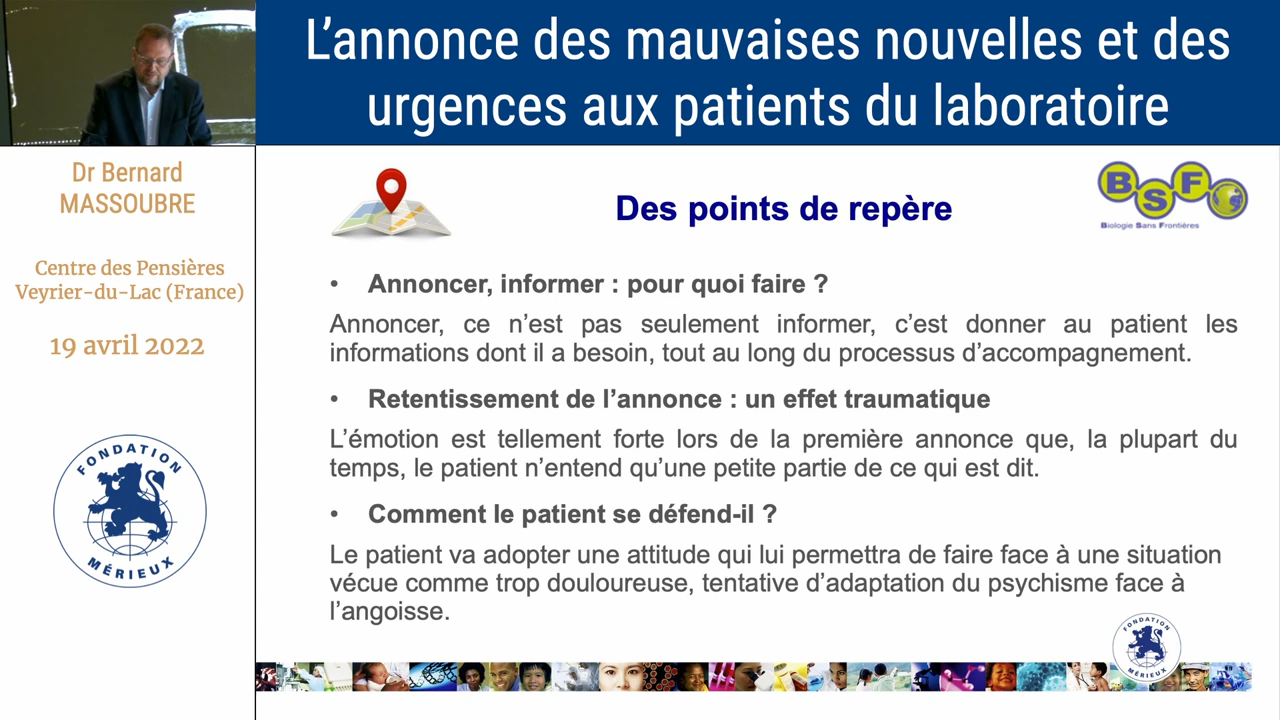 L’annonce des mauvaises nouvelles et des
urgences aux patients du laboratoire
Dr Bernard
MASSOUBRE
Centre des Pensières
Veyrier-du-Lac (France)
19 avril 2022
FONDATION
MÉRIEUX
BSF
Biologie Sans Frontières
Des points de repère
• Annoncer, informer : pour quoi faire ?
Annoncer, ce n’est pas seulement informer, c’est donner au patient les
informations dont il a besoin, tout au long du processus d’accompagnement.
• Retentissement de l’annonce : un effet traumatique
L’émotion est tellement forte lors de la première annonce que, la plupart du
temps, le patient n’entend qu’une petite partie de ce qui est dit.
• Comment le patient se défend-il ?
Le patient va adopter une attitude qui lui permettra de faire face à une situation
vécue comme trop douloureuse, tentative d’adaptation du psychisme face à
l’angoisse.
FONDATION
MÉRIEUX